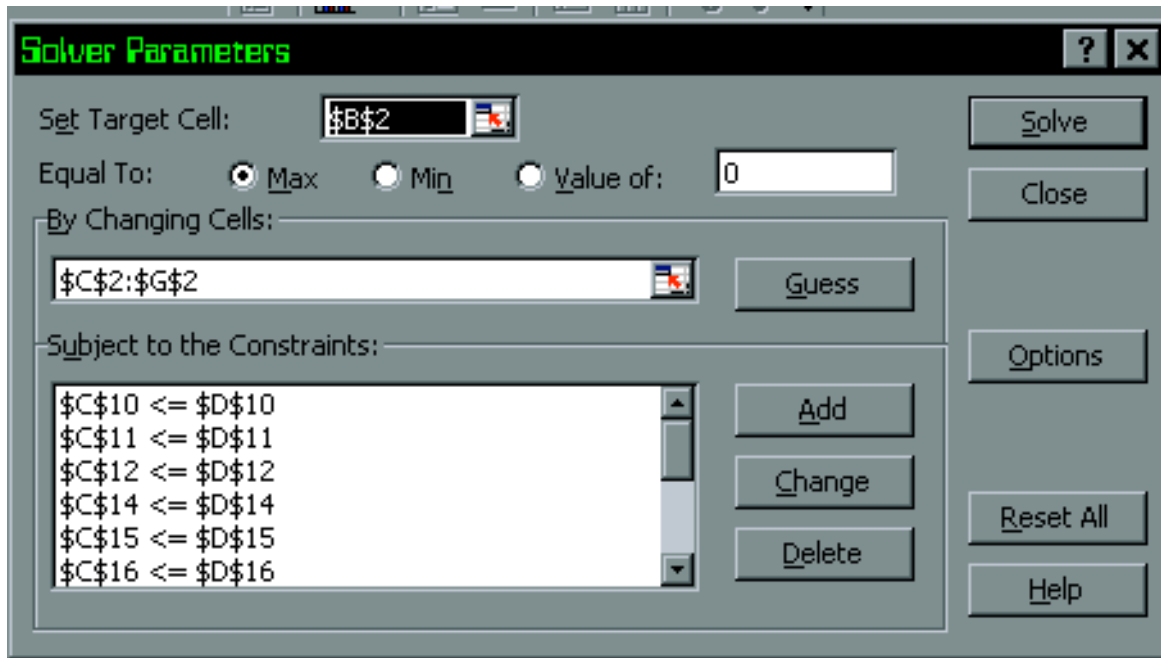 Solver Parameters ? X
Set Target Cell: $B$2 Solve
Equal To: Max Min Value of: 0
Close
By Changing Cells:
$C$2:$G$2 Guess
Subject to the Constraints: Options
$C$10 <= $D$10 Add
$C$11 <= $D$11
$C$12 <= $D$12 Change
$C$14 <= $D$14 Reset All
$C$15 <= $D$15 Delete
$C$16 <= $D$16 Help